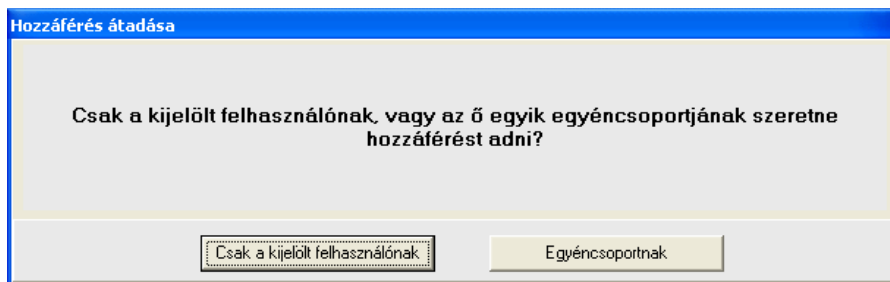 Hozzáférés átadása
Csak a kijelölt felhasználónak, vagy az ő egyik egyéncsoportjának szeretne
hozzáférést adni?
Csak a kijelölt felhasználónak
Egyéncsoportnak